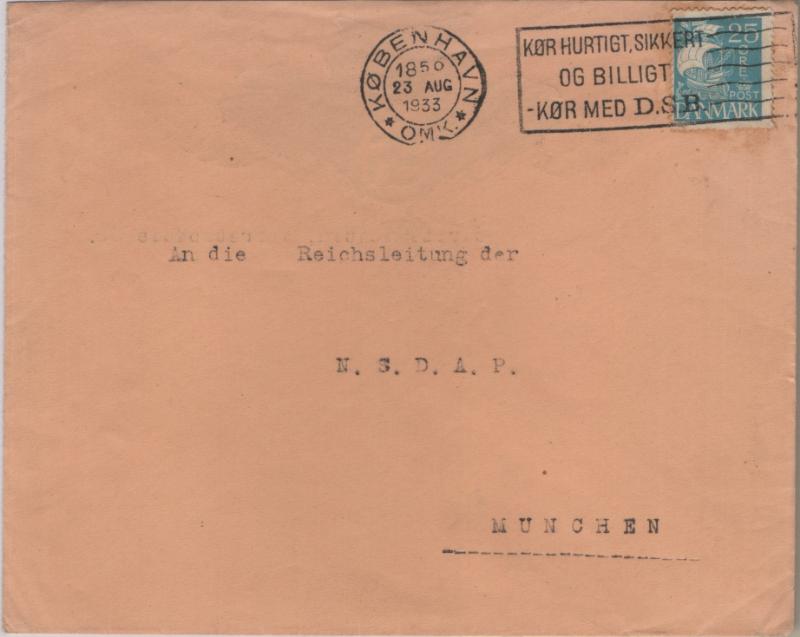 KØBENHAVN
1850
23 AUG
1933
* OMK. *
KØR HURTIGT, SIKKERT
OG BILLIGT
-KØR MED D.S.B.
25
ØRE
POST
DANMARK
An die Reichsleitung der
N. S. D. A. P.
MUNCHEN